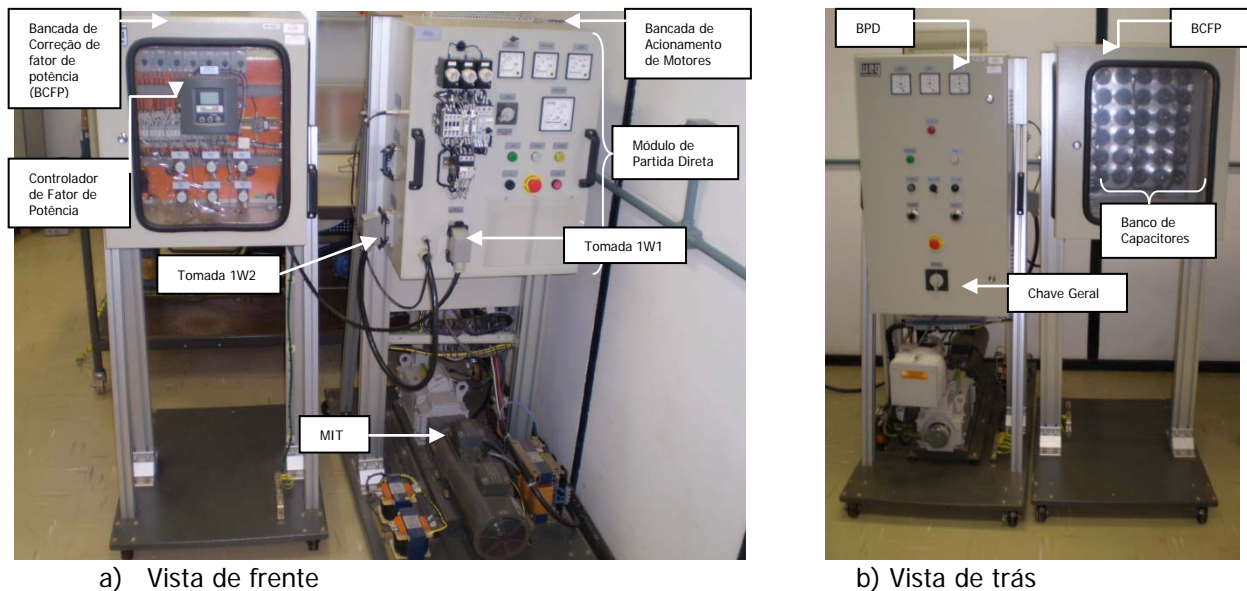 Bancada de
Correção de
fator de
potência
(BCFP)
Controlador
de Fator de
Potência
Tomada 1W2
MIT
Bancada de
Acionamento
de Motores
Módulo de
Partida Direta
Tomada 1W1
a) Vista de frente
BPD
BCFP
WEG
Banco de
Capacitores
Chave Geral
b) Vista de trás